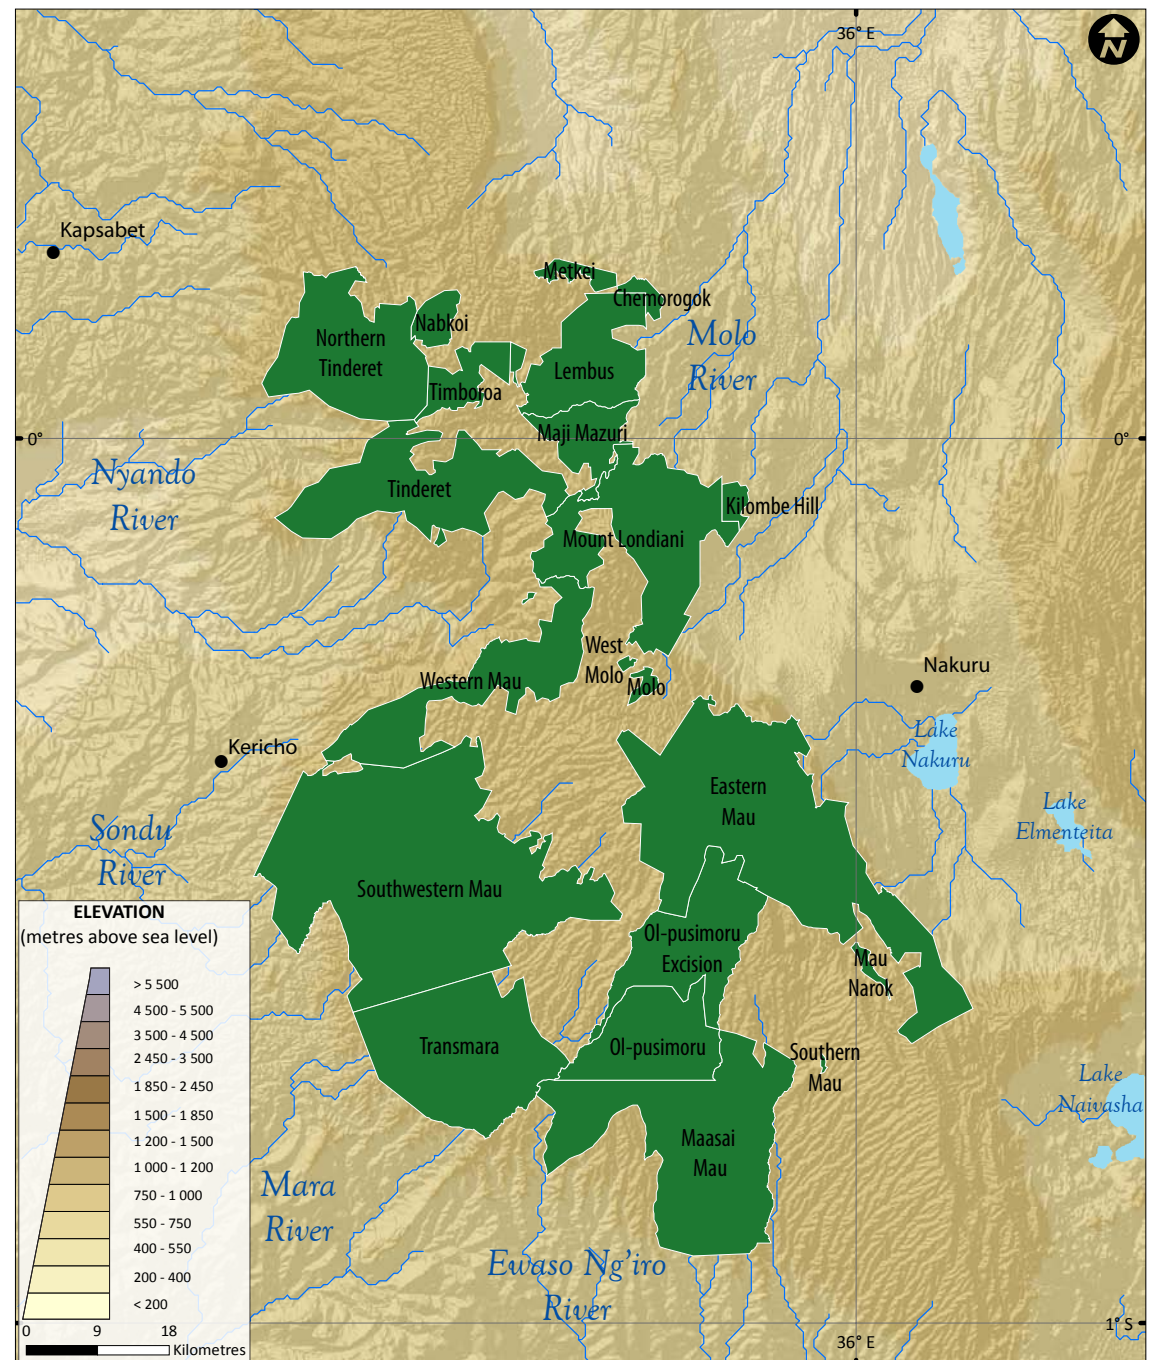 36° E
N
Kapsabet
Metkei
Chemorogok
Nabkoi
Northern
Tinderet
Molo
River
Lembus
Timboroa
Maji Mazuri
0°
0°
Nyando
River
Tinderet
Kilombe Hill
Mount Londiani
West
Molo
Molo
Nakuru
Western Mau
Kericho
Lake
Nakuru
Eastern
Mau
Lake
Elmenteita
Sondu
River
Southwestern Mau
Ol-pusimoru
Excision
Mau
Narok
Transmara
Ol-pusimoru
Southern
Mau
Lake
Naivasha
Maasai
Mau
Mara
River
Ewaso Ng'iro
River
1° S
36° E
ELEVATION
(metres above sea level)
> 5 500
4 500 - 5 500
3 500 - 4 500
2 450 - 3 500
1 850 - 2 450
1 500 - 1 850
1 200 - 1 500
1 000 - 1 200
750 - 1 000
550 - 750
400 - 550
200 - 400
< 200
0 9 18
Kilometres